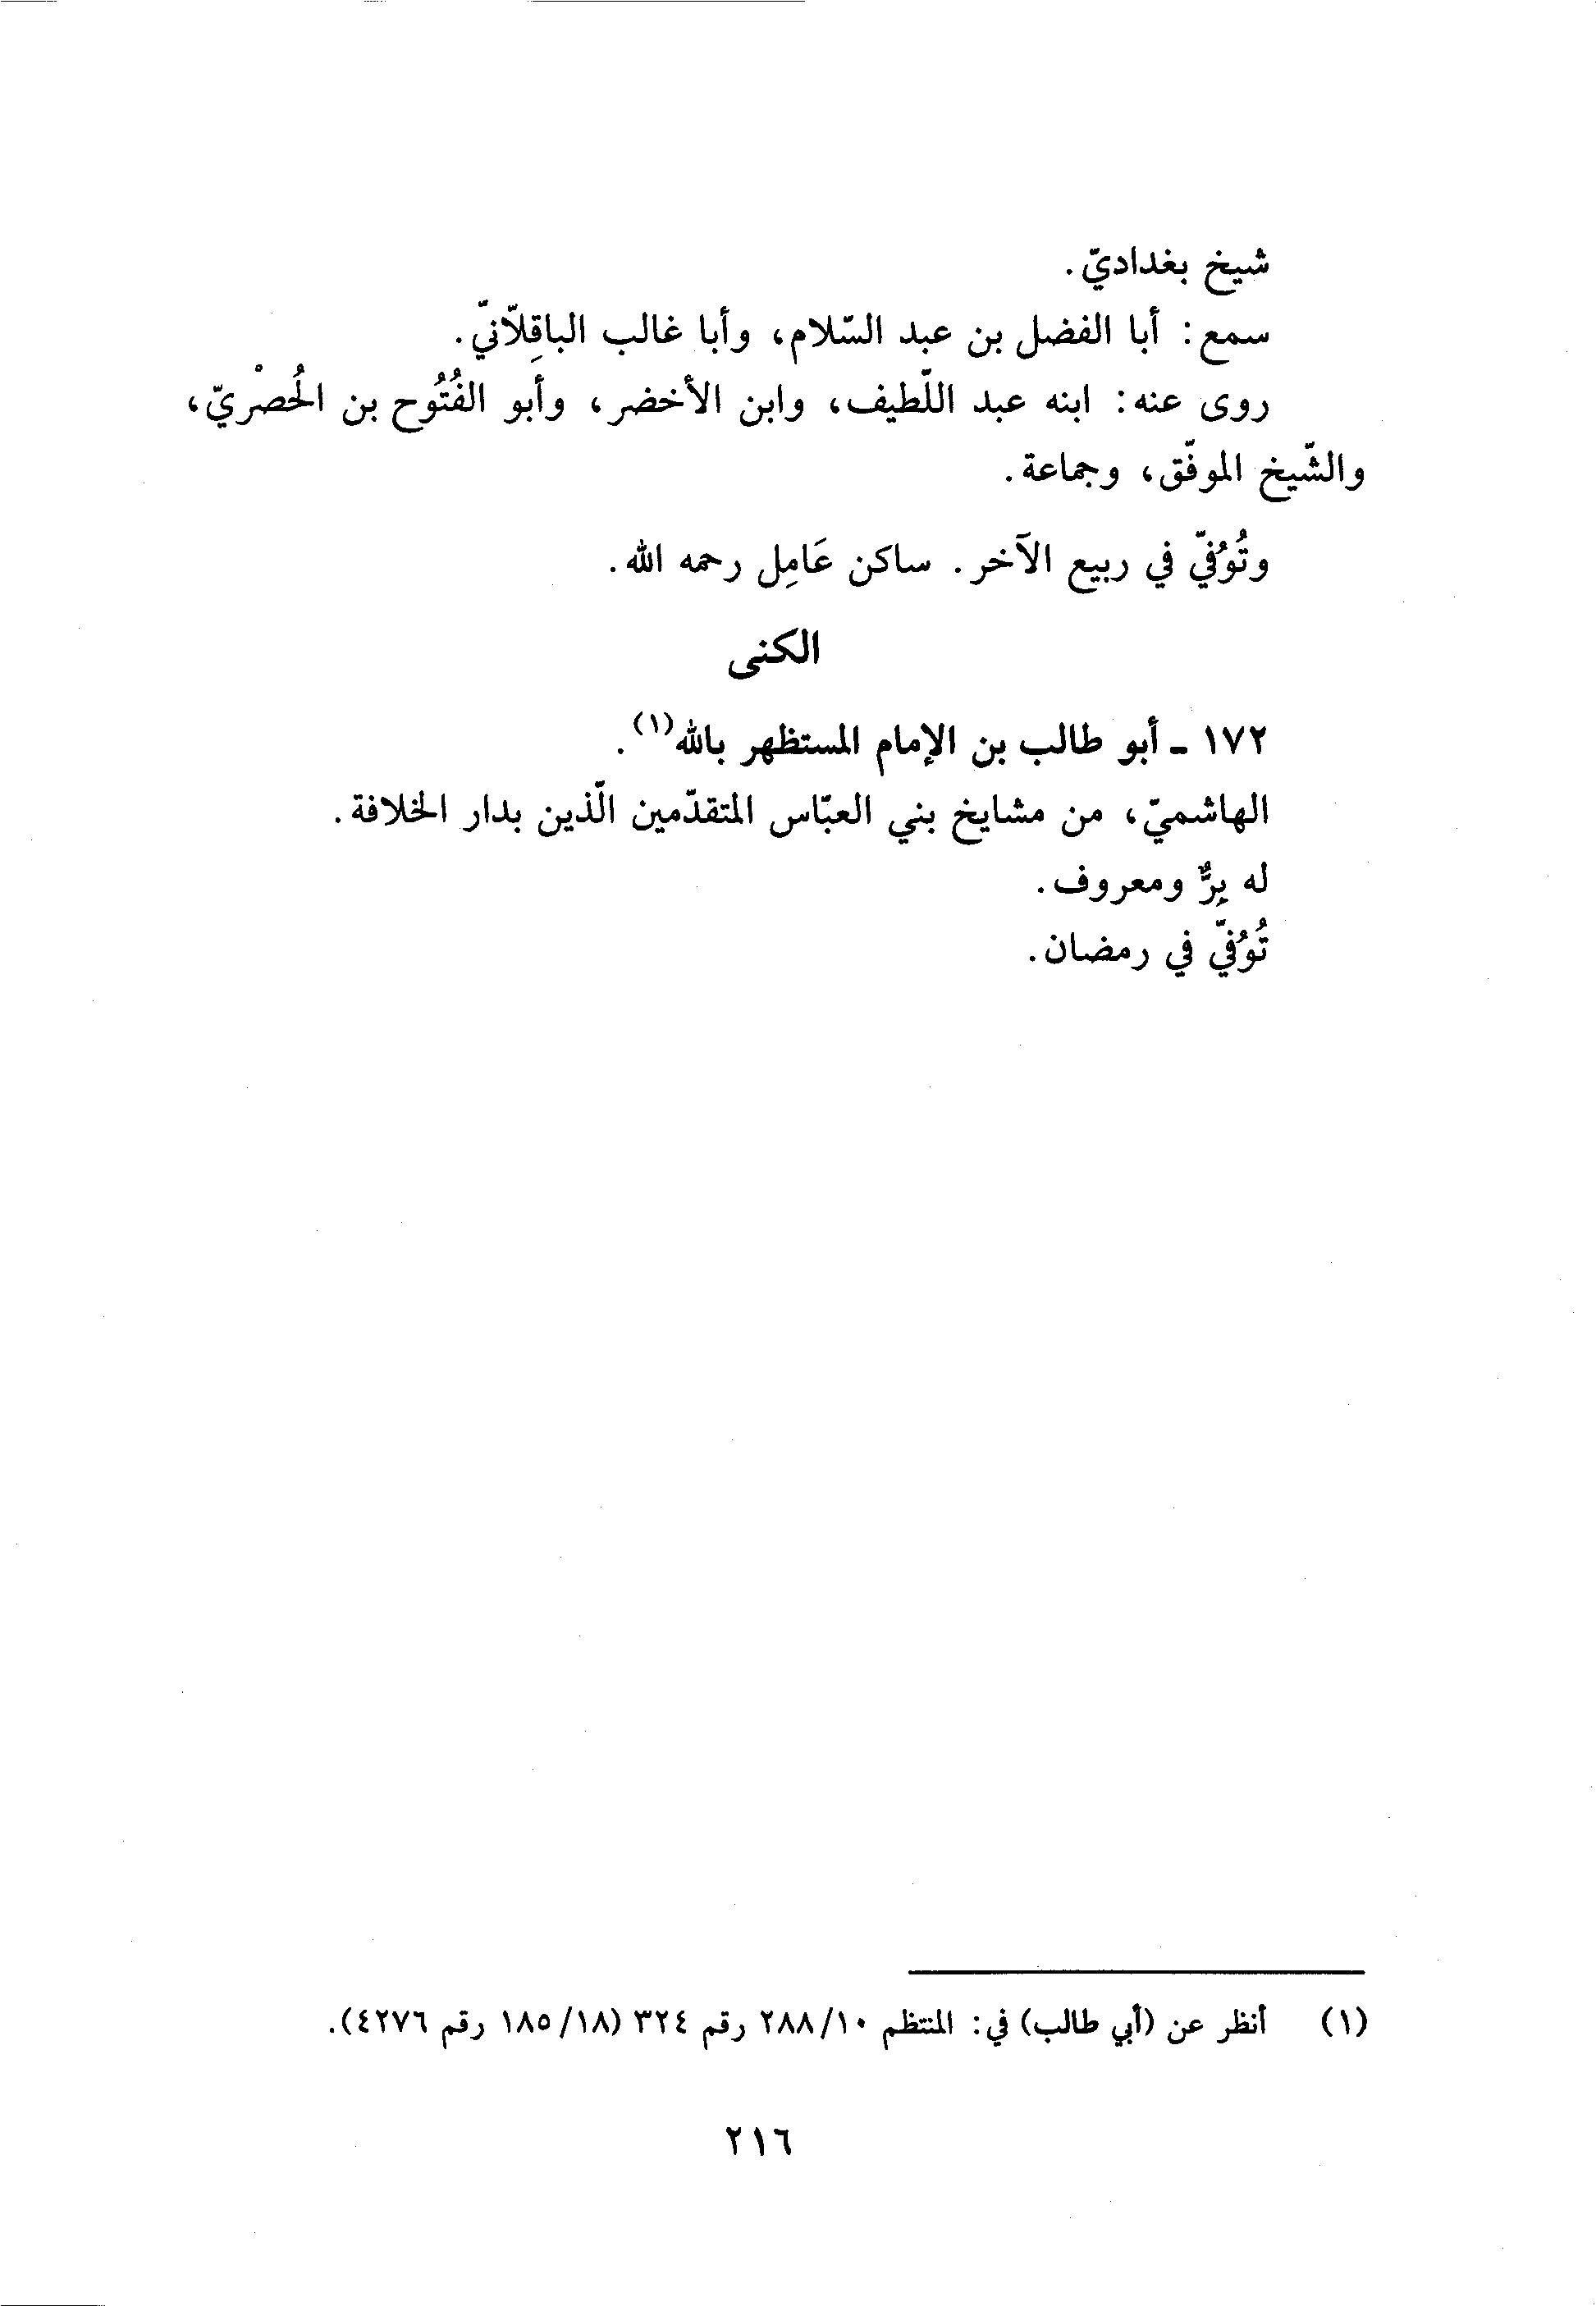 شيخ بغداديّ.
سمع: أبا الفضل بن عبد السّلام، وأبا غالب الباقِلّانيّ.
روى عنه: ابنه عبد اللّطيف، وابن الأخضر، وأبو الفُتُوح بن الحُصْريّ،
والشّيخ الموفّق، وجماعة.
وتُوُفّي في ربيع الآخر. ساكن عَامِل رحمه الله.
الكنى
١٧٢ - أبو طالب بن الإمام المستظهر بالله(١).
الهاشميّ، من مشايخ بني العبّاس المتقدّمين الّذين بدار الخلافة.
له بِرٌّ ومعروف.
تُوُفّي في رمضان.
(١) أنظر عن (أبي طالب) في: المنتظم ١٠/٢٨٨ رقم ٣٢٤ (١٨/١٨٥ رقم ٤٢٧٦).
٢١٦